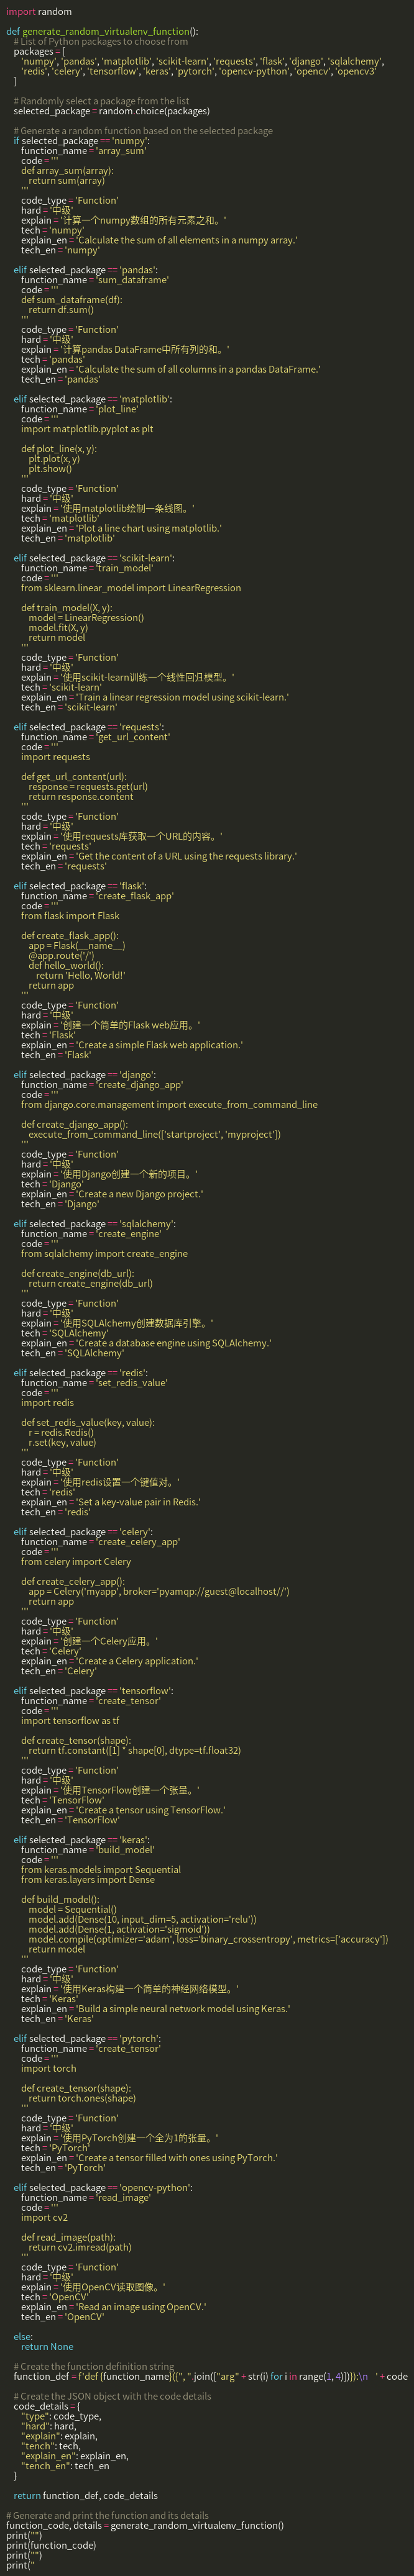 import random

def generate_random_virtualenv_function():
    # List of Python packages to choose from
    packages = [
        'numpy', 'pandas', 'matplotlib', 'scikit-learn', 'requests', 'flask', 'django', 'sqlalchemy',
        'redis', 'celery', 'tensorflow', 'keras', 'pytorch', 'opencv-python', 'opencv', 'opencv3'
    ]

    # Randomly select a package from the list
    selected_package = random.choice(packages)

    # Generate a random function based on the selected package
    if selected_package == 'numpy':
        function_name = 'array_sum'
        code = '''
        def array_sum(array):
            return sum(array)
        '''
        code_type = 'Function'
        hard = '中级'
        explain = '计算一个numpy数组的所有元素之和。'
        tech = 'numpy'
        explain_en = 'Calculate the sum of all elements in a numpy array.'
        tech_en = 'numpy'

    elif selected_package == 'pandas':
        function_name = 'sum_dataframe'
        code = '''
        def sum_dataframe(df):
            return df.sum()
        '''
        code_type = 'Function'
        hard = '中级'
        explain = '计算pandas DataFrame中所有列的和。'
        tech = 'pandas'
        explain_en = 'Calculate the sum of all columns in a pandas DataFrame.'
        tech_en = 'pandas'

    elif selected_package == 'matplotlib':
        function_name = 'plot_line'
        code = '''
        import matplotlib.pyplot as plt

        def plot_line(x, y):
            plt.plot(x, y)
            plt.show()
        '''
        code_type = 'Function'
        hard = '中级'
        explain = '使用matplotlib绘制一条线图。'
        tech = 'matplotlib'
        explain_en = 'Plot a line chart using matplotlib.'
        tech_en = 'matplotlib'

    elif selected_package == 'scikit-learn':
        function_name = 'train_model'
        code = '''
        from sklearn.linear_model import LinearRegression

        def train_model(X, y):
            model = LinearRegression()
            model.fit(X, y)
            return model
        '''
        code_type = 'Function'
        hard = '中级'
        explain = '使用scikit-learn训练一个线性回归模型。'
        tech = 'scikit-learn'
        explain_en = 'Train a linear regression model using scikit-learn.'
        tech_en = 'scikit-learn'

    elif selected_package == 'requests':
        function_name = 'get_url_content'
        code = '''
        import requests

        def get_url_content(url):
            response = requests.get(url)
            return response.content
        '''
        code_type = 'Function'
        hard = '中级'
        explain = '使用requests库获取一个URL的内容。'
        tech = 'requests'
        explain_en = 'Get the content of a URL using the requests library.'
        tech_en = 'requests'

    elif selected_package == 'flask':
        function_name = 'create_flask_app'
        code = '''
        from flask import Flask

        def create_flask_app():
            app = Flask(__name__)
            @app.route('/')
            def hello_world():
                return 'Hello, World!'
            return app
        '''
        code_type = 'Function'
        hard = '中级'
        explain = '创建一个简单的Flask web应用。'
        tech = 'Flask'
        explain_en = 'Create a simple Flask web application.'
        tech_en = 'Flask'

    elif selected_package == 'django':
        function_name = 'create_django_app'
        code = '''
        from django.core.management import execute_from_command_line

        def create_django_app():
            execute_from_command_line(['startproject', 'myproject'])
        '''
        code_type = 'Function'
        hard = '中级'
        explain = '使用Django创建一个新的项目。'
        tech = 'Django'
        explain_en = 'Create a new Django project.'
        tech_en = 'Django'

    elif selected_package == 'sqlalchemy':
        function_name = 'create_engine'
        code = '''
        from sqlalchemy import create_engine

        def create_engine(db_url):
            return create_engine(db_url)
        '''
        code_type = 'Function'
        hard = '中级'
        explain = '使用SQLAlchemy创建数据库引擎。'
        tech = 'SQLAlchemy'
        explain_en = 'Create a database engine using SQLAlchemy.'
        tech_en = 'SQLAlchemy'

    elif selected_package == 'redis':
        function_name = 'set_redis_value'
        code = '''
        import redis

        def set_redis_value(key, value):
            r = redis.Redis()
            r.set(key, value)
        '''
        code_type = 'Function'
        hard = '中级'
        explain = '使用redis设置一个键值对。'
        tech = 'redis'
        explain_en = 'Set a key-value pair in Redis.'
        tech_en = 'redis'

    elif selected_package == 'celery':
        function_name = 'create_celery_app'
        code = '''
        from celery import Celery

        def create_celery_app():
            app = Celery('myapp', broker='pyamqp://guest@localhost//')
            return app
        '''
        code_type = 'Function'
        hard = '中级'
        explain = '创建一个Celery应用。'
        tech = 'Celery'
        explain_en = 'Create a Celery application.'
        tech_en = 'Celery'

    elif selected_package == 'tensorflow':
        function_name = 'create_tensor'
        code = '''
        import tensorflow as tf

        def create_tensor(shape):
            return tf.constant([1] * shape[0], dtype=tf.float32)
        '''
        code_type = 'Function'
        hard = '中级'
        explain = '使用TensorFlow创建一个张量。'
        tech = 'TensorFlow'
        explain_en = 'Create a tensor using TensorFlow.'
        tech_en = 'TensorFlow'

    elif selected_package == 'keras':
        function_name = 'build_model'
        code = '''
        from keras.models import Sequential
        from keras.layers import Dense

        def build_model():
            model = Sequential()
            model.add(Dense(10, input_dim=5, activation='relu'))
            model.add(Dense(1, activation='sigmoid'))
            model.compile(optimizer='adam', loss='binary_crossentropy', metrics=['accuracy'])
            return model
        '''
        code_type = 'Function'
        hard = '中级'
        explain = '使用Keras构建一个简单的神经网络模型。'
        tech = 'Keras'
        explain_en = 'Build a simple neural network model using Keras.'
        tech_en = 'Keras'

    elif selected_package == 'pytorch':
        function_name = 'create_tensor'
        code = '''
        import torch

        def create_tensor(shape):
            return torch.ones(shape)
        '''
        code_type = 'Function'
        hard = '中级'
        explain = '使用PyTorch创建一个全为1的张量。'
        tech = 'PyTorch'
        explain_en = 'Create a tensor filled with ones using PyTorch.'
        tech_en = 'PyTorch'

    elif selected_package == 'opencv-python':
        function_name = 'read_image'
        code = '''
        import cv2

        def read_image(path):
            return cv2.imread(path)
        '''
        code_type = 'Function'
        hard = '中级'
        explain = '使用OpenCV读取图像。'
        tech = 'OpenCV'
        explain_en = 'Read an image using OpenCV.'
        tech_en = 'OpenCV'

    else:
        return None

    # Create the function definition string
    function_def = f'def {function_name}({", ".join(["arg" + str(i) for i in range(1, 4)])}):\n    ' + code

    # Create the JSON object with the code details
    code_details = {
        "type": code_type,
        "hard": hard,
        "explain": explain,
        "tench": tech,
        "explain_en": explain_en,
        "tench_en": tech_en
    }

    return function_def, code_details

# Generate and print the function and its details
function_code, details = generate_random_virtualenv_function()
print("")
print(function_code)
print("")
print("